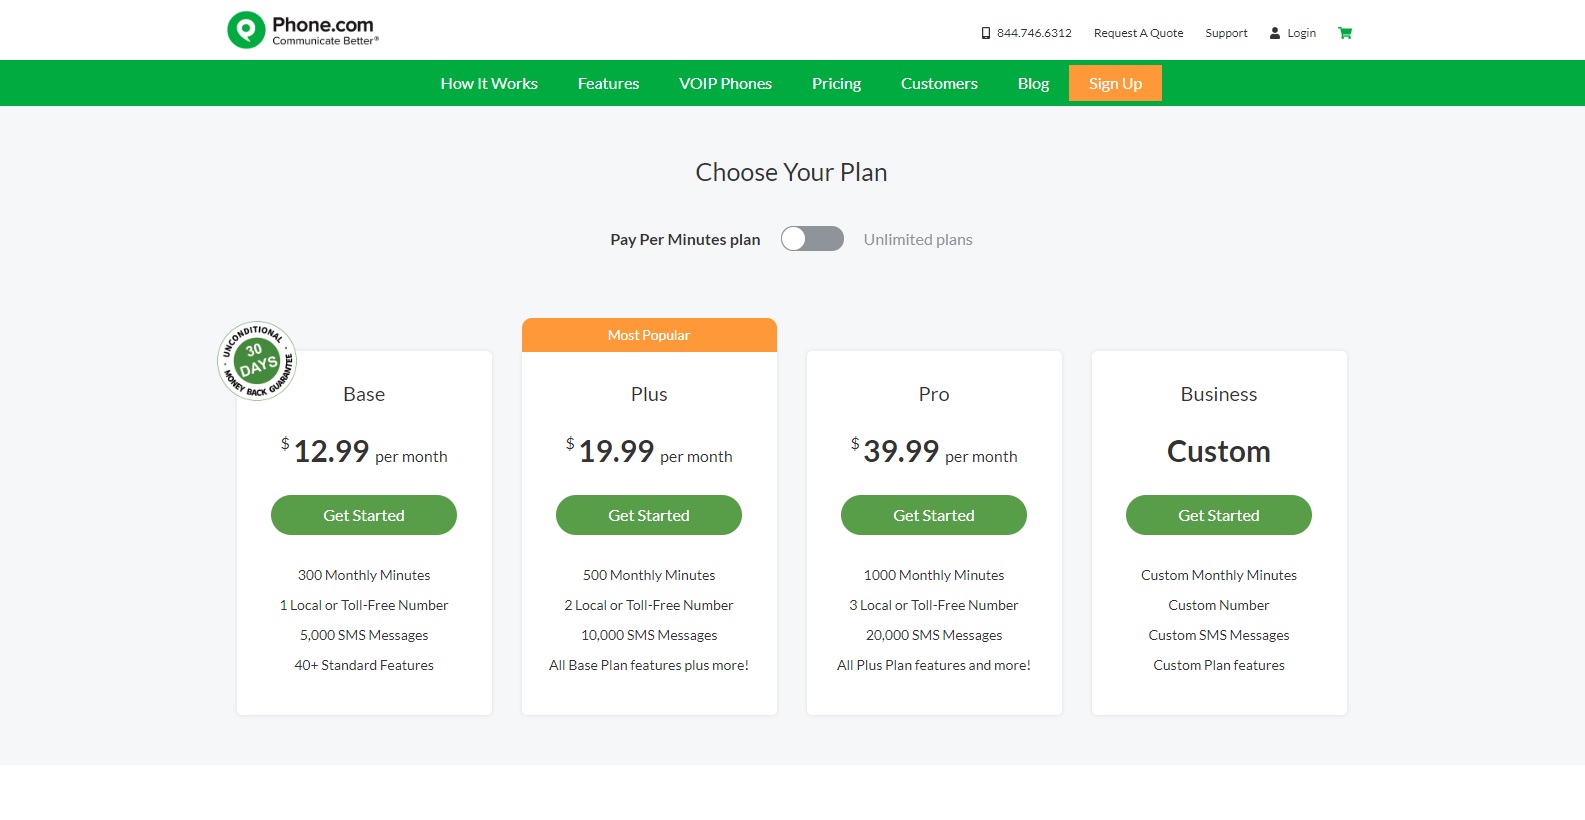 Phone.com
Communicate Better®
844.746.6312 Request A Quote Support Login
How It Works Features VOIP Phones Pricing Customers Blog Sign Up
Choose Your Plan
Pay Per Minutes plan Unlimited plans
UNCONDITIONAL
30
DAYS
MONEY BACK GUARANTEE
Base
$12.99 per month
Get Started
300 Monthly Minutes
1 Local or Toll-Free Number
5,000 SMS Messages
40+ Standard Features
Most Popular
Plus
$19.99 per month
Get Started
500 Monthly Minutes
2 Local or Toll-Free Number
10,000 SMS Messages
All Base Plan features plus more!
Pro
$39.99 per month
Get Started
1000 Monthly Minutes
3 Local or Toll-Free Number
20,000 SMS Messages
All Plus Plan features and more!
Business
Custom
Get Started
Custom Monthly Minutes
Custom Number
Custom SMS Messages
Custom Plan features